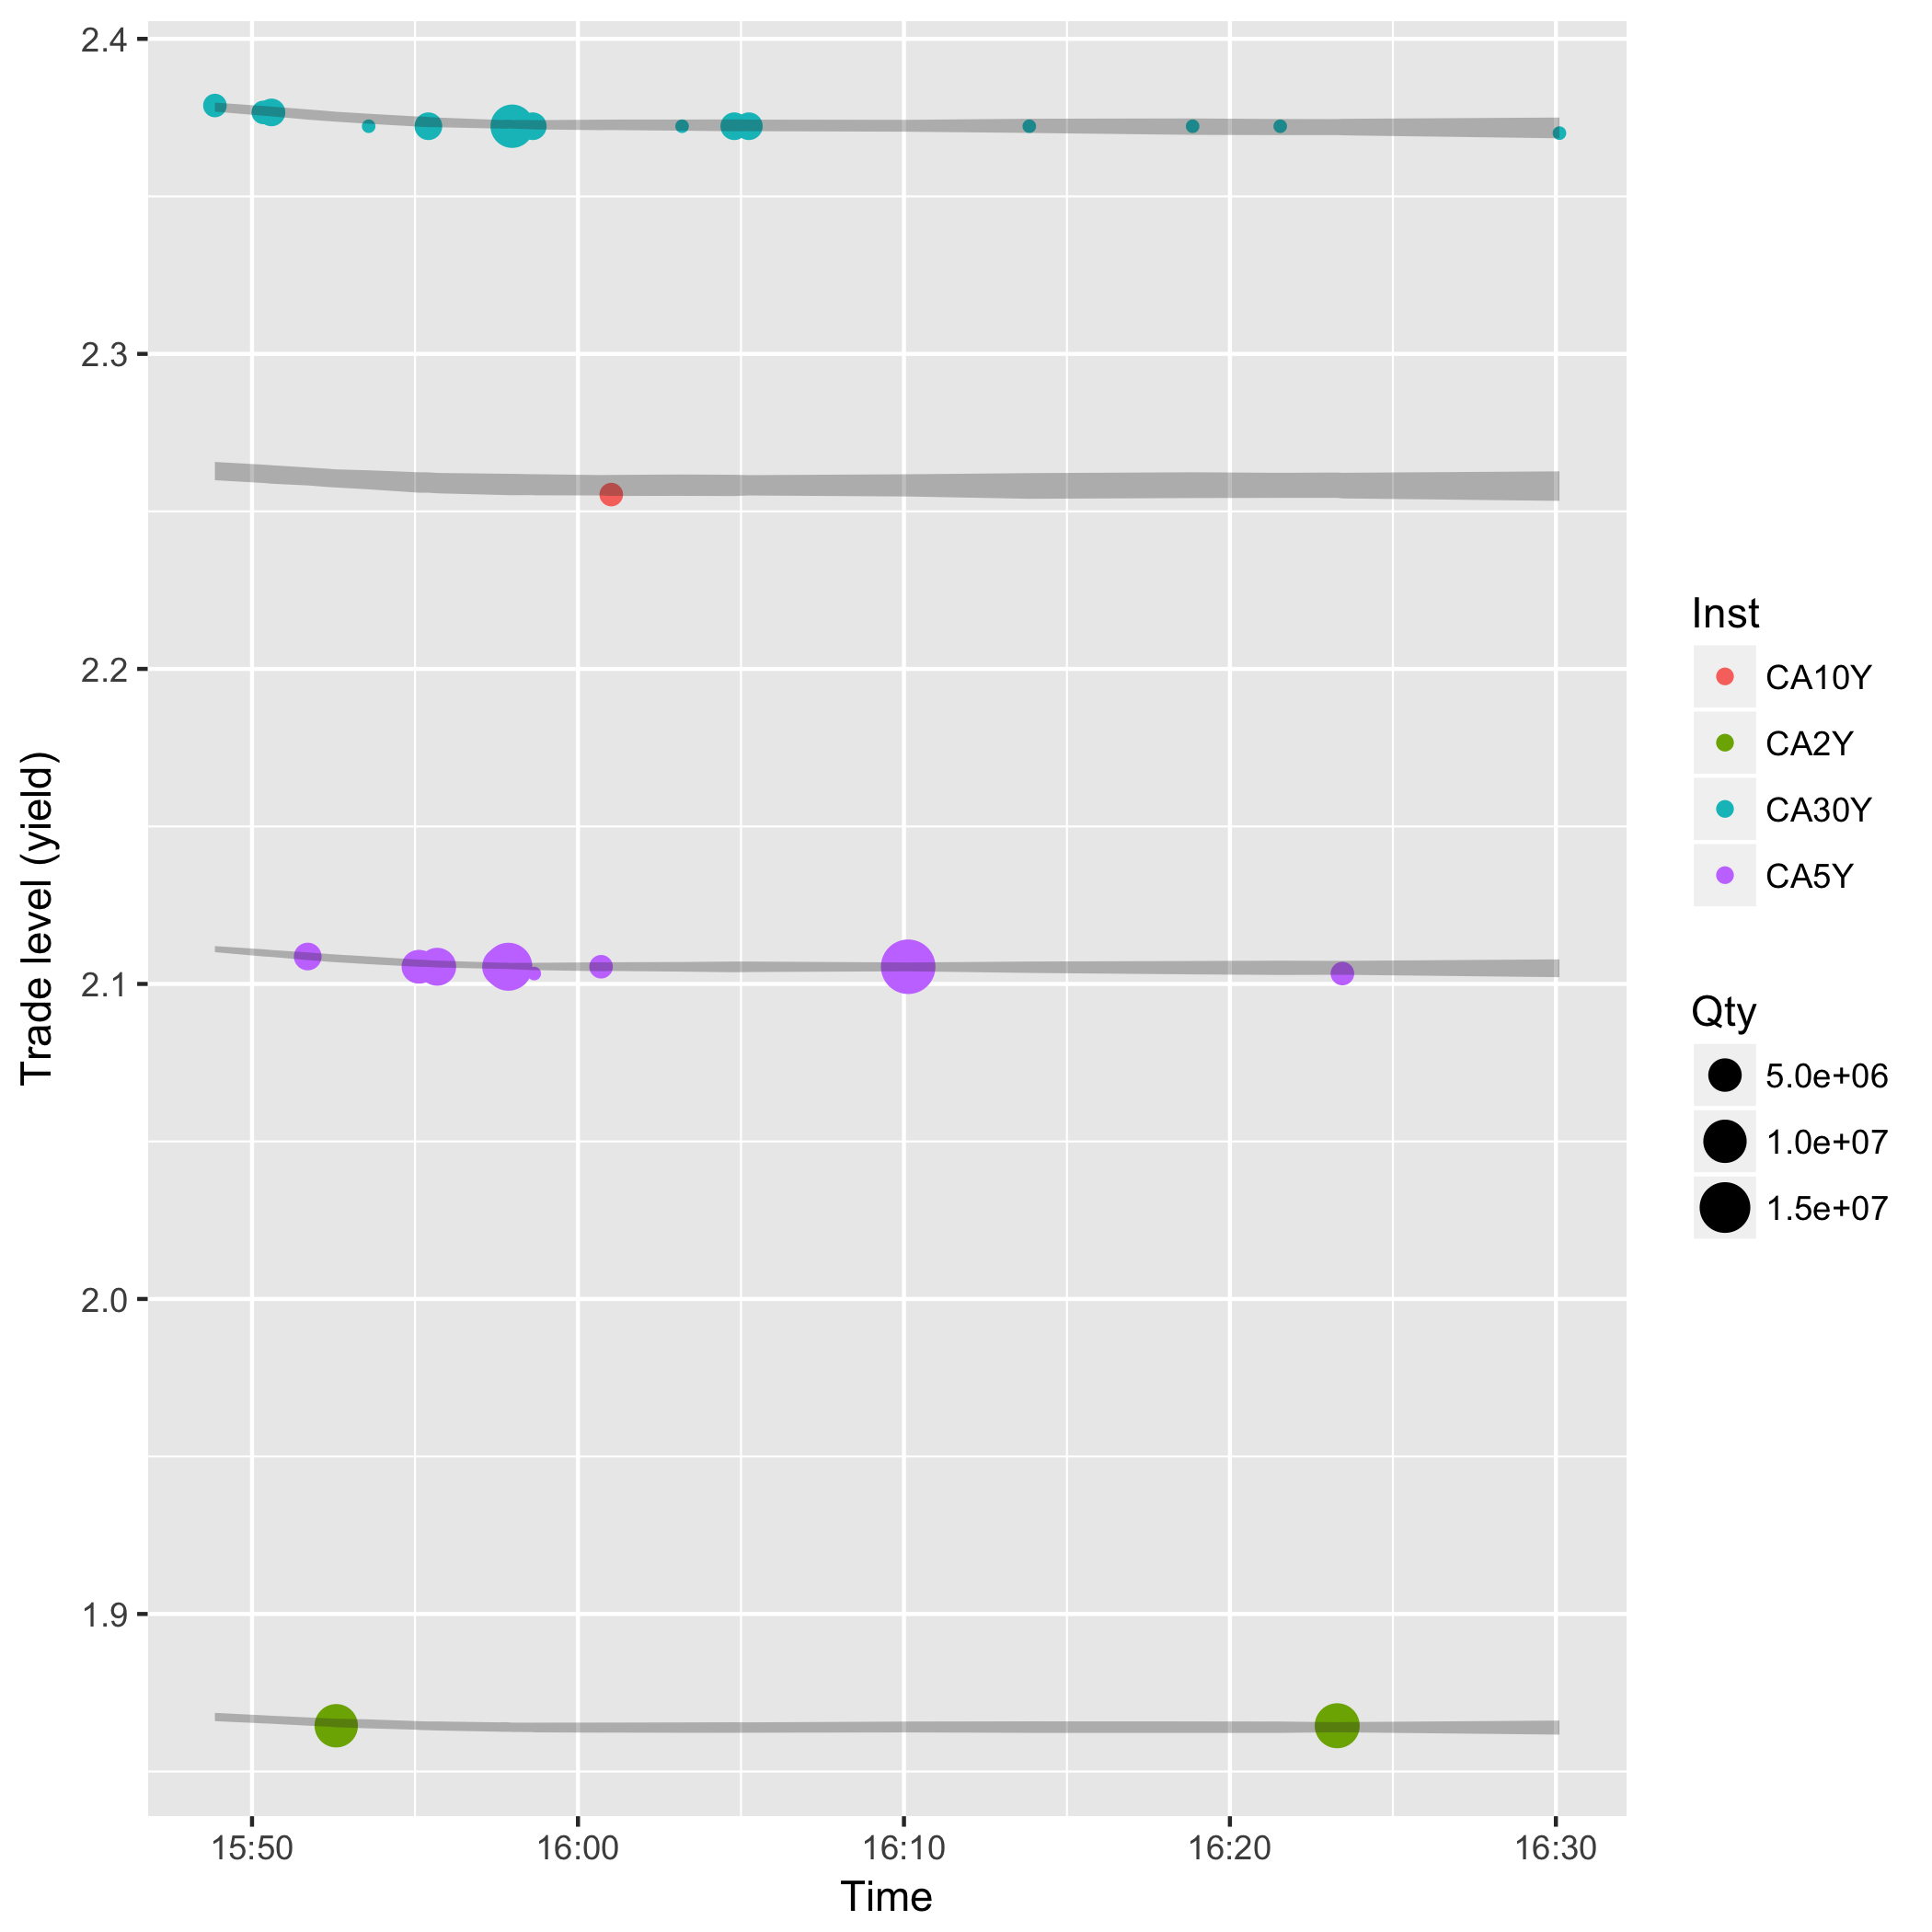 2.4
2.3
2.2
2.1
2.0
1.9
Trade level (yield)
15:50 16:00 16:10 16:20 16:30
Time
Inst
CA10Y
CA2Y
CA30Y
CA5Y
Qty
5.0e+06
1.0e+07
1.5e+07